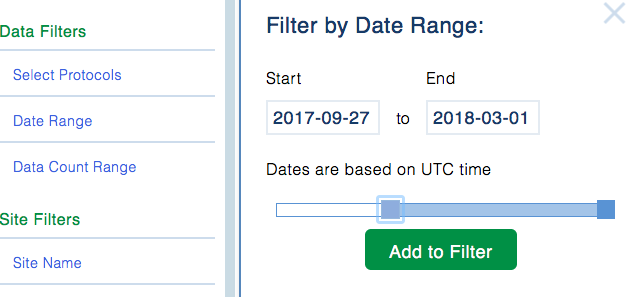 Data Filters
Select Protocols
Date Range
Data Count Range
Site Filters
Site Name
Filter by Date Range:
Start End
2017-09-27 to 2018-03-01
Dates are based on UTC time
Add to Filter